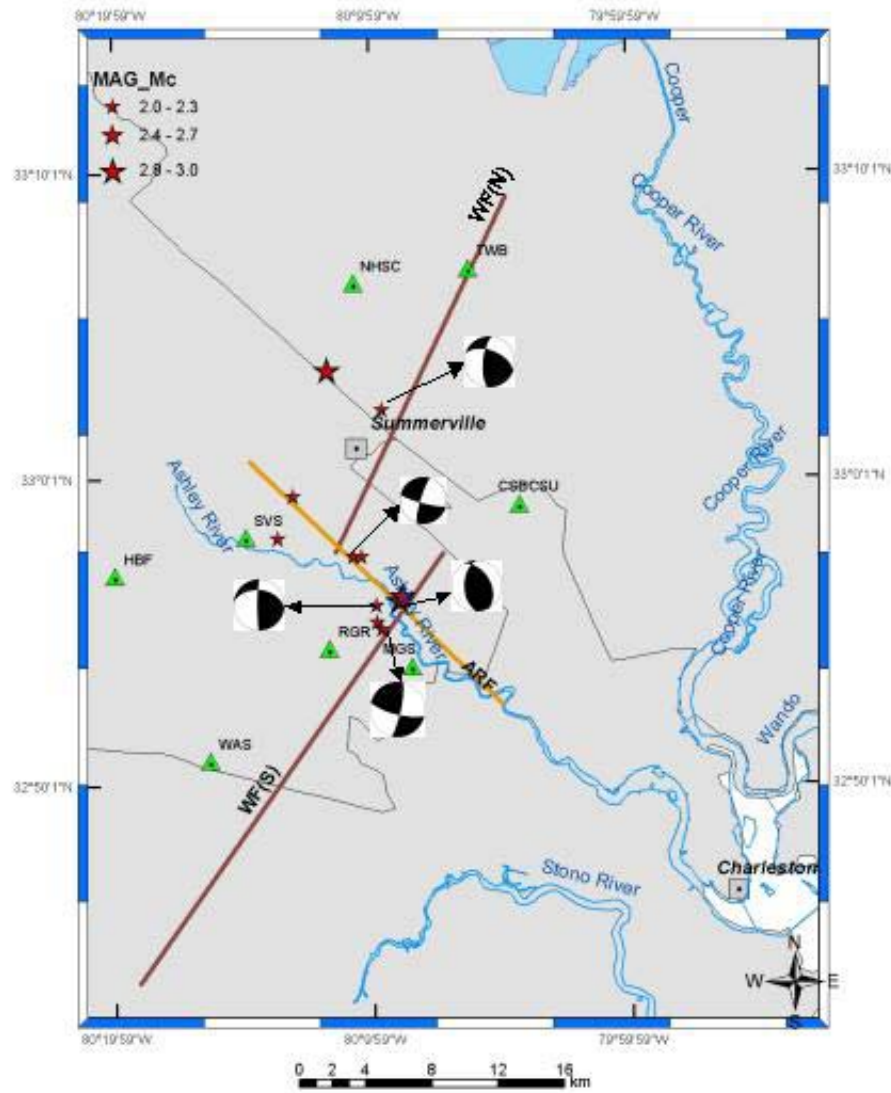 80°19'59"W 80°9'59"W 79°59'59"W
MAG_Mc
2.0 - 2.3
2.4 - 2.7
2.8 - 3.0
33°10'1"N 33°10'1"N
Cooper
Cooper River
WF(N)
TWB
NHSC
Summerville
Cooper River
33°0'1"N 33°0'1"N
CSBCSU
Ashley River
SVS
HBF
Ashley River
Cooper River
RGR
MGS
ARF
Wando
WAS
WF(S)
32°50'1"N 32°50'1"N
Charleston
Stono River
N
W E
S
80°19'59"W 80°9'59"W 79°59'59"W
0 2 4 8 12 16
km